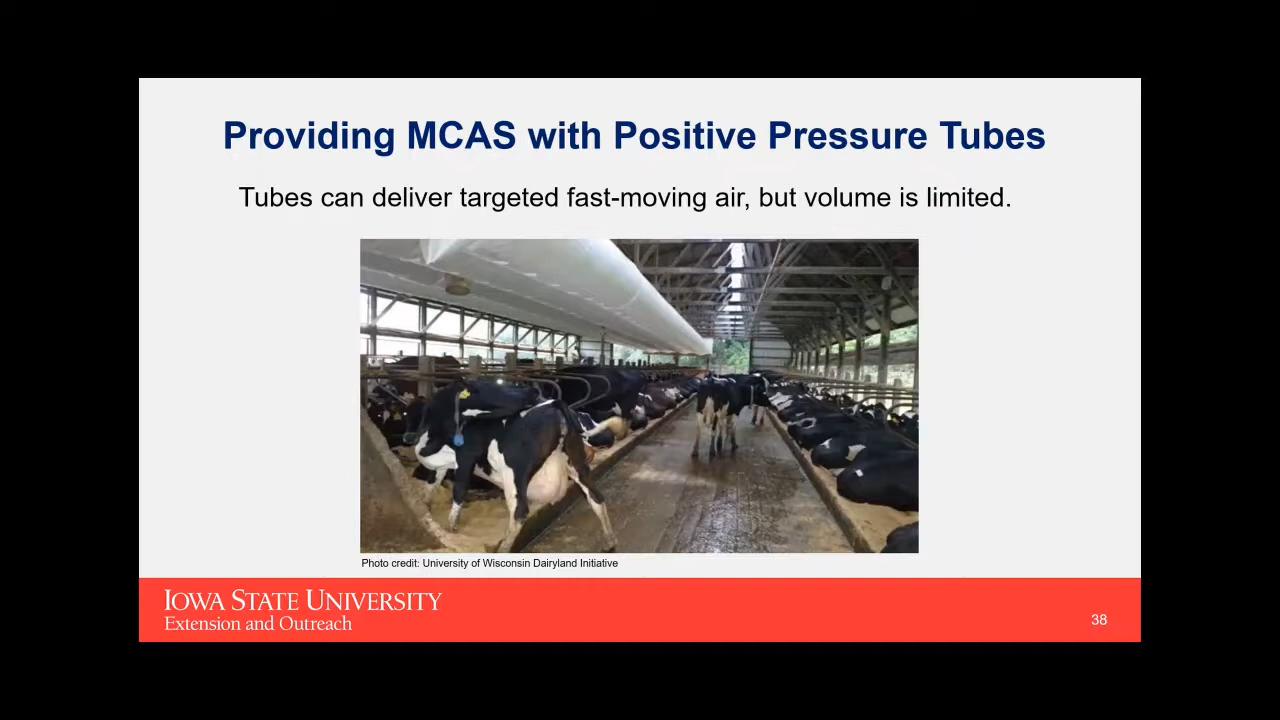 Providing MCAS with Positive Pressure Tubes
Tubes can deliver targeted fast-moving air, but volume is limited.
Photo credit: University of Wisconsin Dairyland Initiative
IOWA STATE UNIVERSITY
Extension and Outreach
38